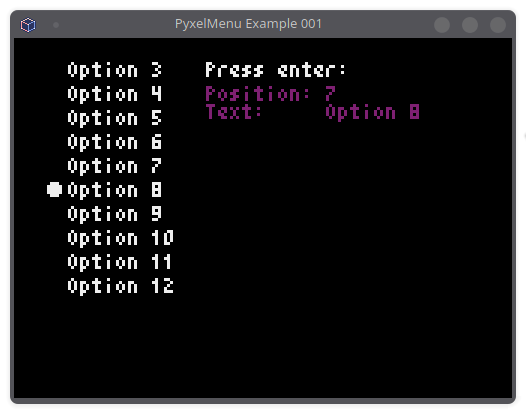 PyxelMenu Example 001
Option 3
Option 4
Option 5
Option 6
Option 7
Option 8
Option 9
Option 10
Option 11
Option 12
Press enter:
Position: 7
Text: Option 8